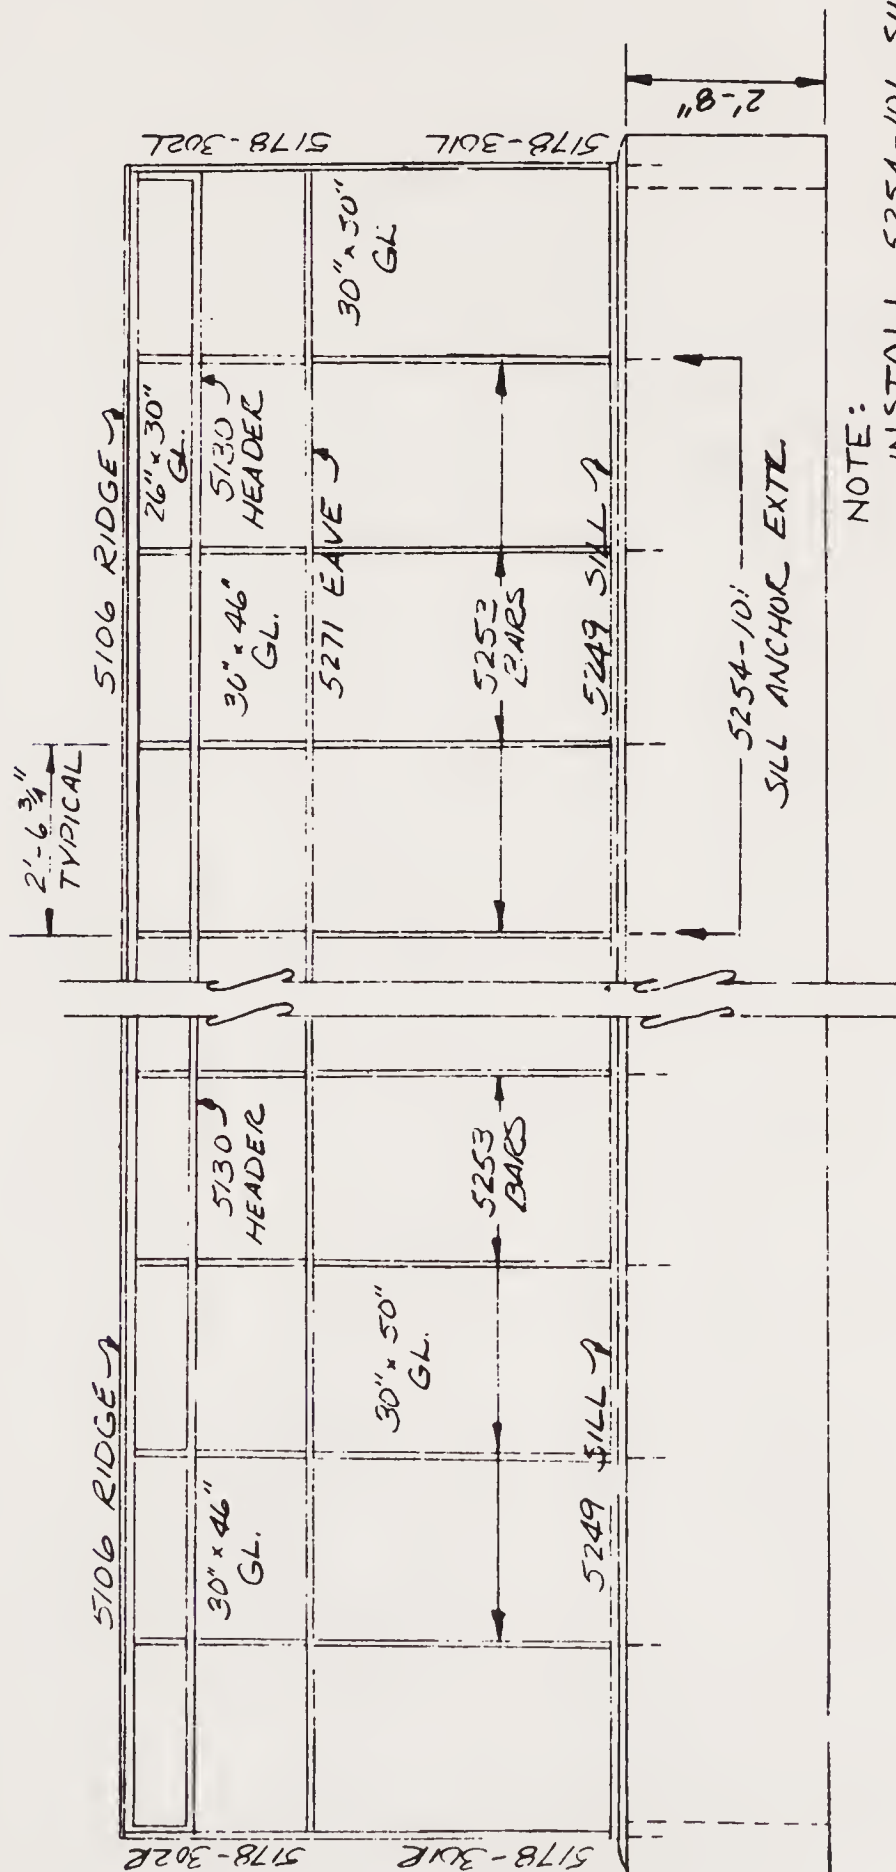 5106 RIDGE
5106 RIDGE
2'-6 3/4"
TYPICAL
5178-302R
5178-301R
30" x 46"
GL.
5130
HEADER
30" x 50"
GL.
5253
BARS
5249 SILL
26" x 30"
GL.
5130
HEADER
30" x 46"
GL.
5271 EAVE
30" x 50"
GL
5253
BARS
5249 SILL
5178-302L
5178-301L
2'-8"
5254-101
SILL ANCHOR EXTR.
NOTE:
INSTALL 5254-101